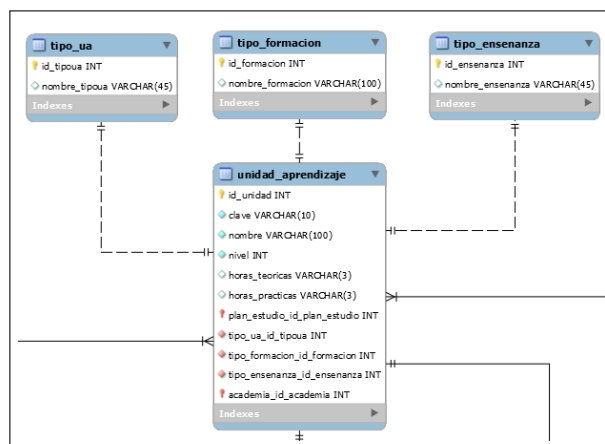 tipo_ua
id_tipoua INT
nombre_tipoua VARCHAR(45)
Indexes
tipo_formacion
id_formacion INT
nombre_formacion VARCHAR(100)
Indexes
tipo_ensenanza
id_ensenanza INT
nombre_ensenanza VARCHAR(45)
Indexes
unidad_aprendizaje
id_unidad INT
clave VARCHAR(10)
nombre VARCHAR(100)
nivel INT
horas_teoricas VARCHAR(3)
horas_practicas VARCHAR(3)
plan_estudio_id_plan_estudio INT
tipo_ua_id_tipoua INT
tipo_formacion_id_formacion INT
tipo_ensenanza_id_ensenanza INT
academia_id_academia INT
Indexes